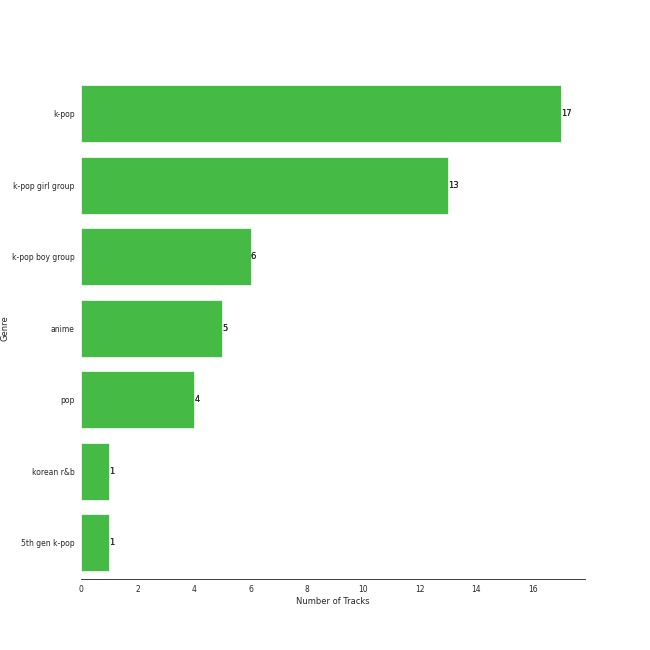 k-pop 17
k-pop girl group 13
k-pop boy group 6
anime 5
pop 4
korean r&b 1
5th gen k-pop 1
Genre
0 2 4 6 8 10 12 14 16
Number of Tracks